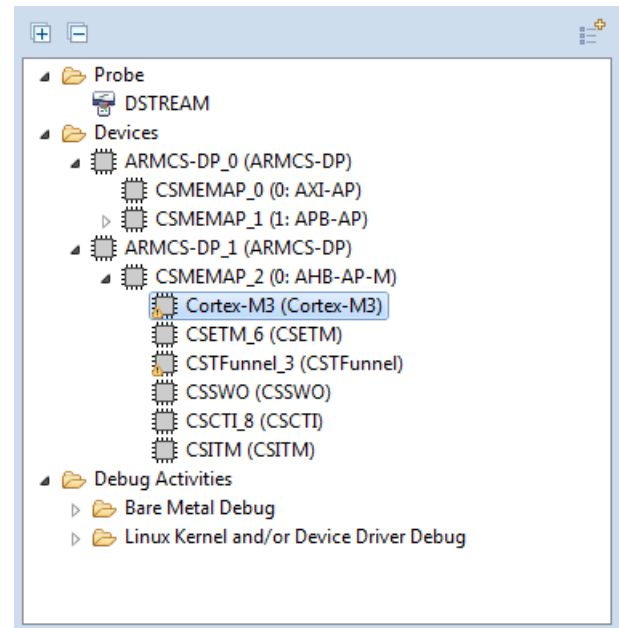 Probe
DSTREAM
Devices
ARMCS-DP_0 (ARMCS-DP)
CSMEMAP_0 (0: AXI-AP)
CSMEMAP_1 (1: APB-AP)
ARMCS-DP_1 (ARMCS-DP)
CSMEMAP_2 (0: AHB-AP-M)
Cortex-M3 (Cortex-M3)
CSETM_6 (CSETM)
CSTFunnel_3 (CSTFunnel)
CSSWO (CSSWO)
CSCTI_8 (CSCTI)
CSITM (CSITM)
Debug Activities
Bare Metal Debug
Linux Kernel and/or Device Driver Debug